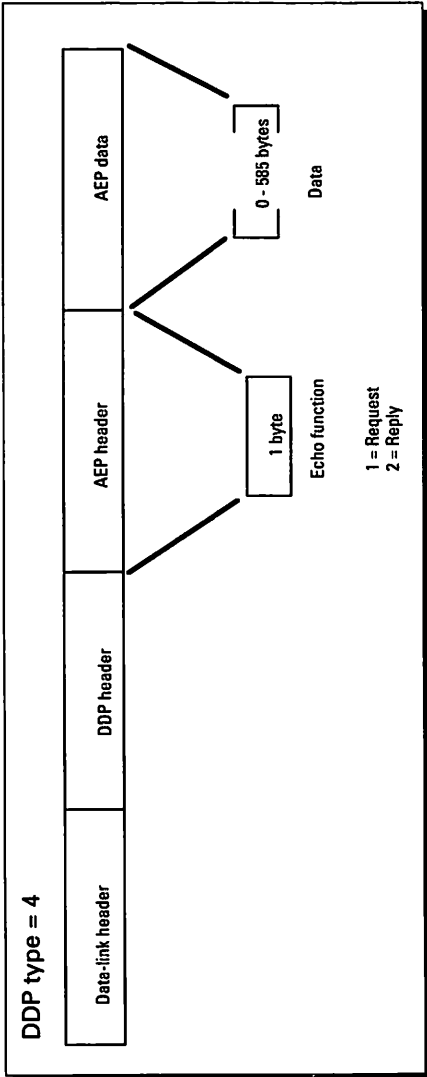 DDP type = 4
Data-link header
DDP header
AEP header
AEP data
1 byte
0 - 585 bytes
Echo function
Data
1 = Request
2 = Reply